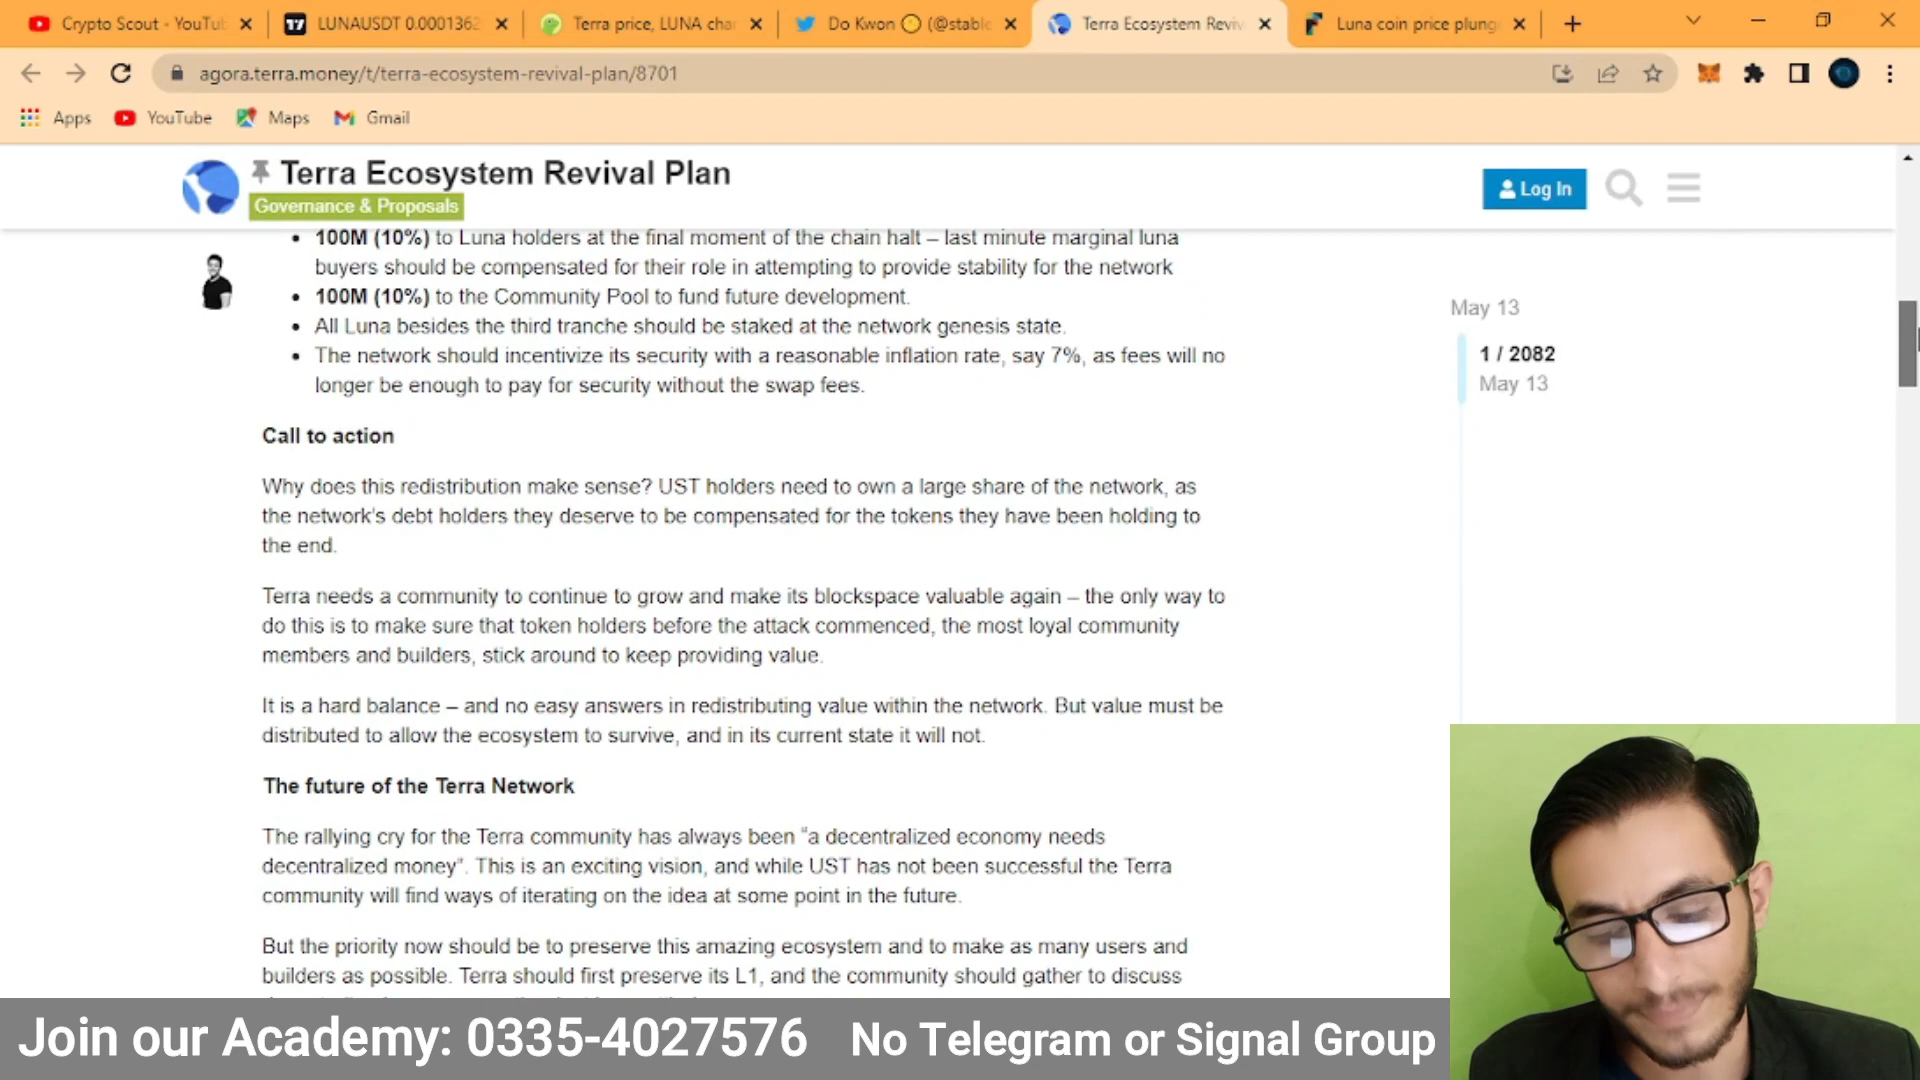 Crypto Scout - YouTu
LUNAUSDT 0.0001362
Terra price, LUNA cha
Do Kwon (@stable
Terra Ecosystem Reviv
Luna coin price plung
agora.terra.money/t/terra-ecosystem-revival-plan/8701
Apps
YouTube
Maps
Gmail
Terra Ecosystem Revival Plan
Governance & Proposals
Log In
100M (10%) to Luna holders at the final moment of the chain halt – last minute marginal luna
buyers should be compensated for their role in attempting to provide stability for the network
100M (10%) to the Community Pool to fund future development.
All Luna besides the third tranche should be staked at the network genesis state.
The network should incentivize its security with a reasonable inflation rate, say 7%, as fees will no
longer be enough to pay for security without the swap fees.
May 13
1 / 2082
May 13
Call to action
Why does this redistribution make sense? UST holders need to own a large share of the network, as
the network's debt holders they deserve to be compensated for the tokens they have been holding to
the end.
Terra needs a community to continue to grow and make its blockspace valuable again – the only way to
do this is to make sure that token holders before the attack commenced, the most loyal community
members and builders, stick around to keep providing value.
It is a hard balance – and no easy answers in redistributing value within the network. But value must be
distributed to allow the ecosystem to survive, and in its current state it will not.
The future of the Terra Network
The rallying cry for the Terra community has always been “a decentralized economy needs
decentralized money”. This is an exciting vision, and while UST has not been successful the Terra
community will find ways of iterating on the idea at some point in the future.
But the priority now should be to preserve this amazing ecosystem and to make as many users and
builders as possible. Terra should first preserve its L1, and the community should gather to discuss
Join our Academy: 0335-4027576
No Telegram or Signal Group